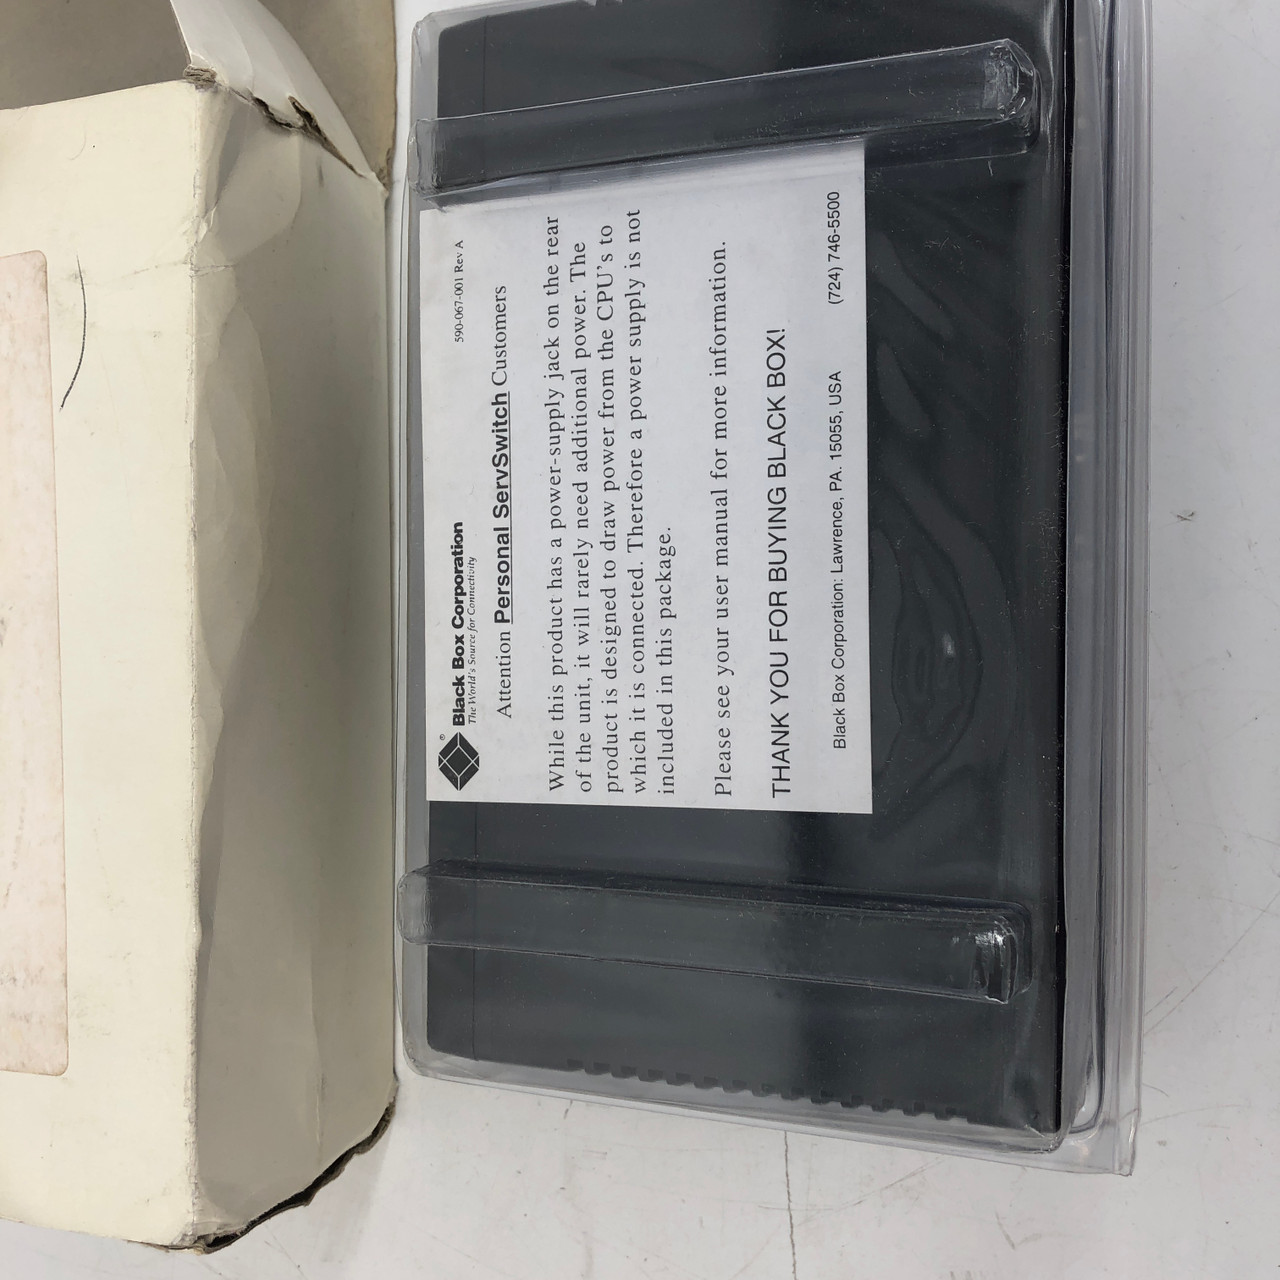 590-067-001 Rev A
®
Black Box Corporation
The World's Source for Connectivity
Attention Personal ServSwitch Customers
While this product has a power-supply jack on the rear
of the unit, it will rarely need additional power. The
product is designed to draw power from the CPU's to
which it is connected. Therefore a power supply is not
included in this package.
Please see your user manual for more information.
THANK YOU FOR BUYING BLACK BOX!
Black Box Corporation: Lawrence, PA. 15055, USA (724) 746-5500